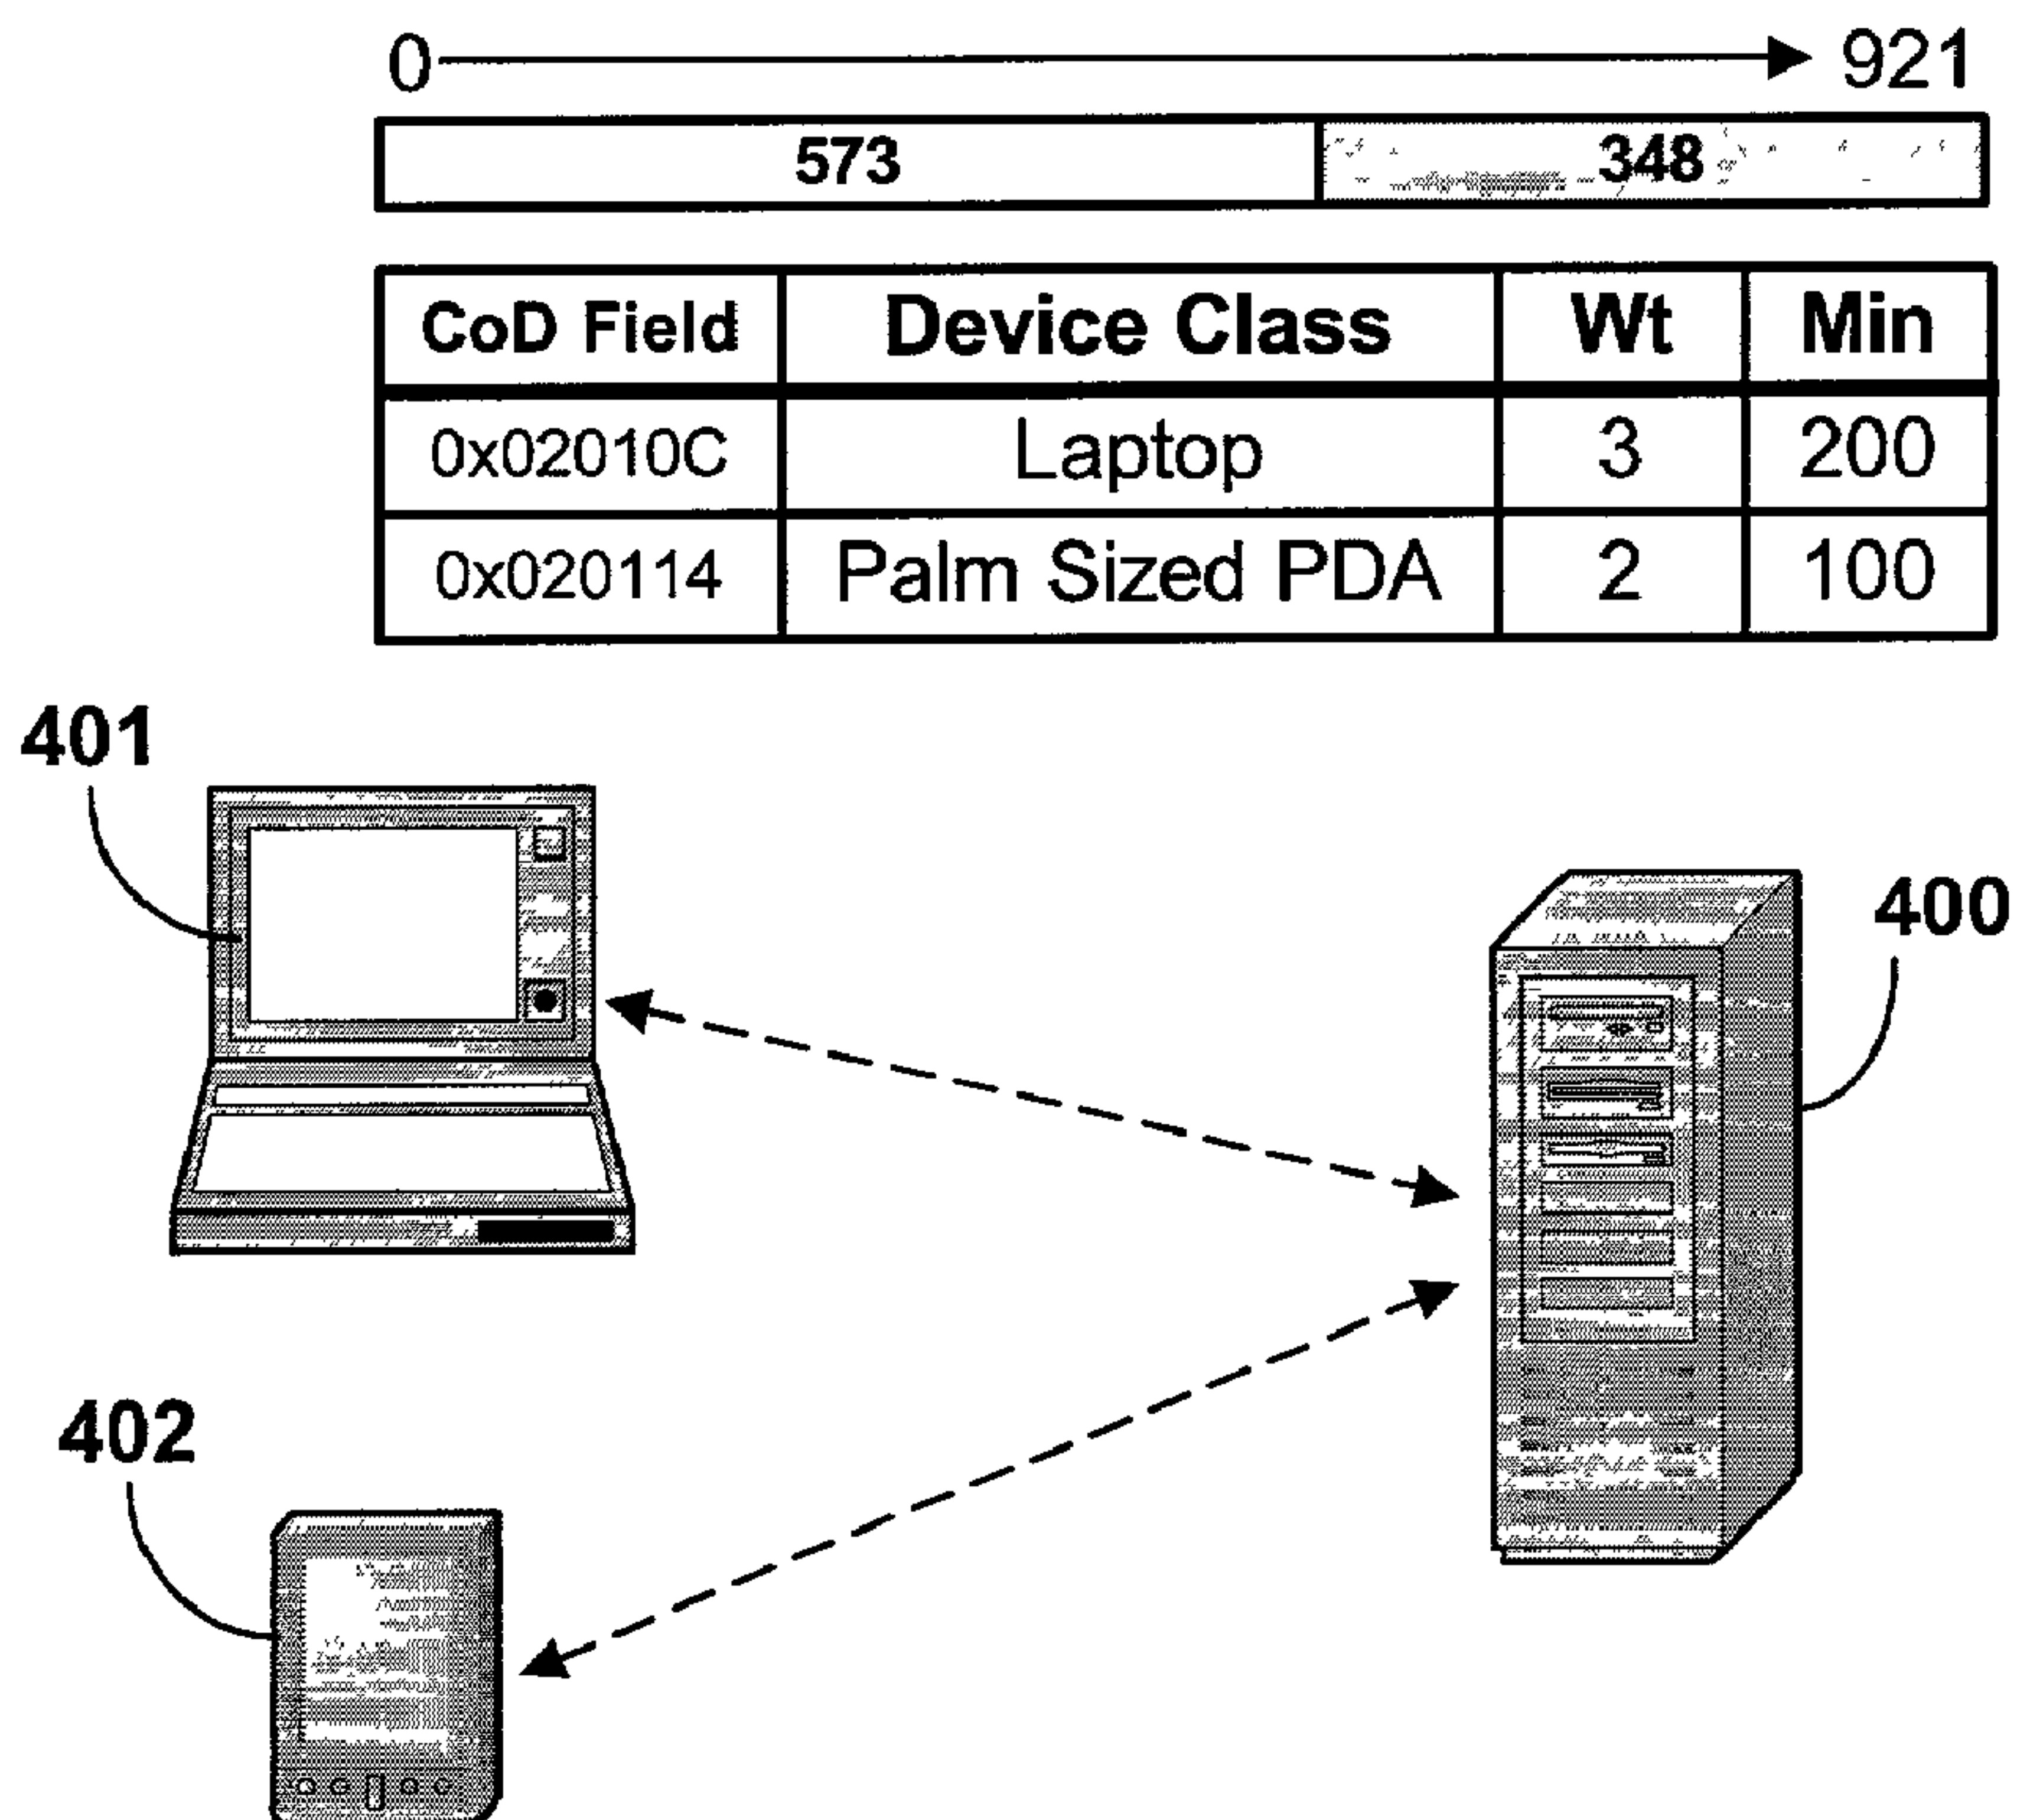 0 921
573 348
CoD Field Device Class Wt Min
0x02010C Laptop 3 200
0x020114 Palm Sized PDA 2 100
401
400
402